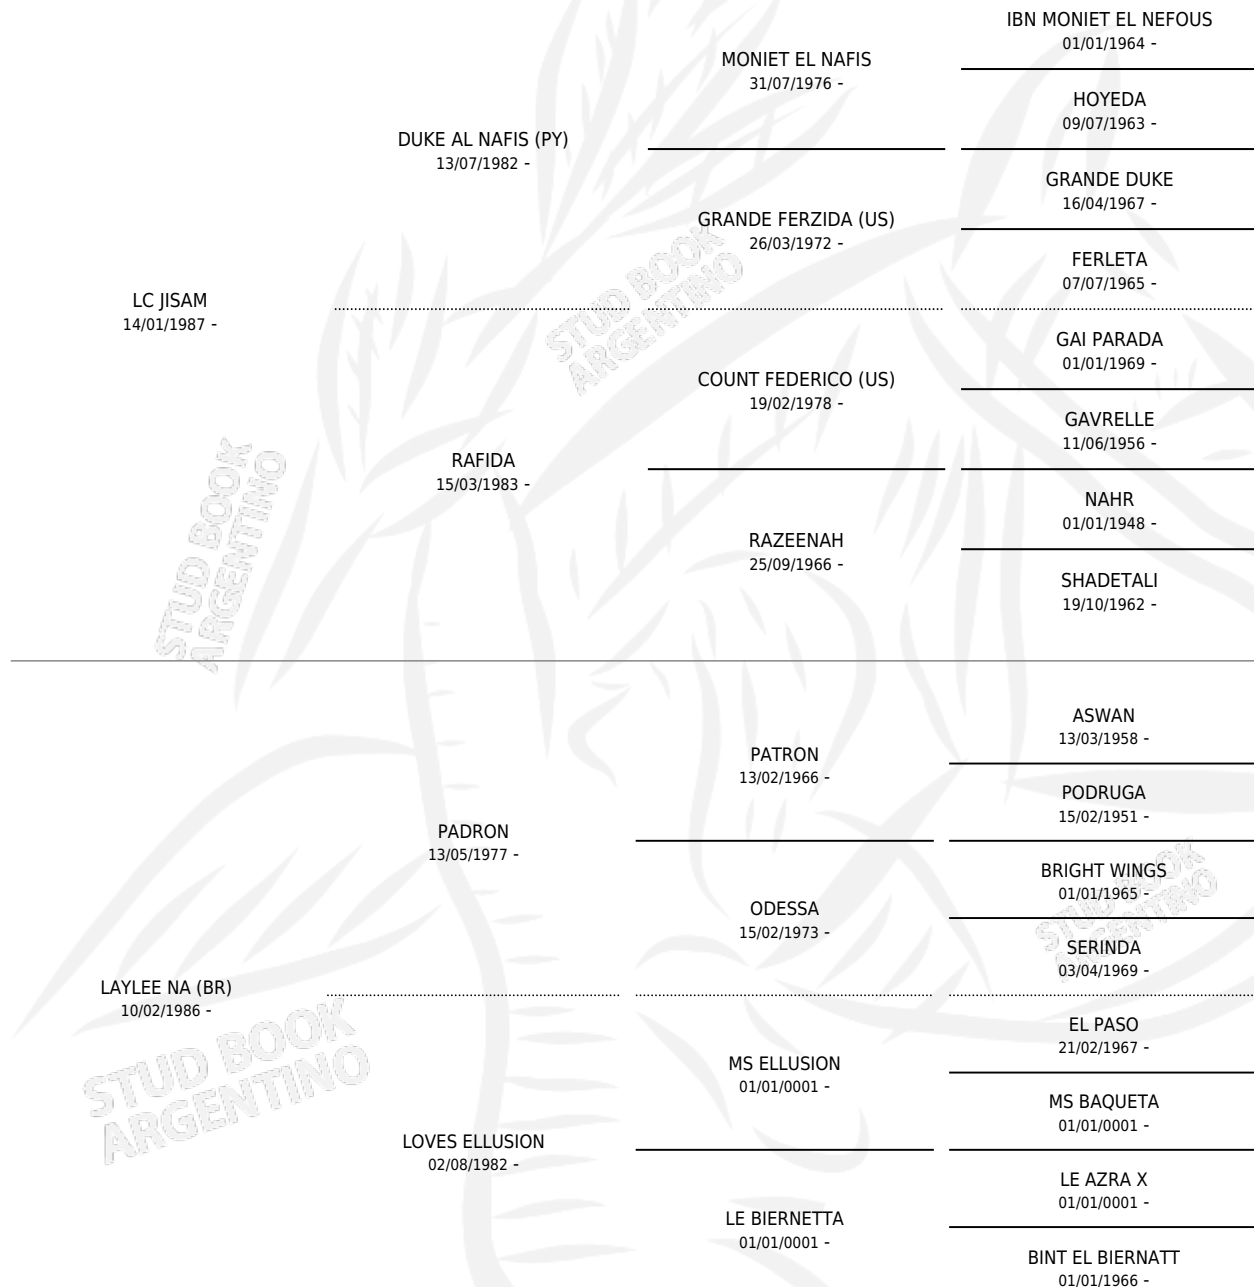 IBN MONIET EL NEFOUS
01/01/1964 -
MONIET EL NAFIS
31/07/1976 -
HOYEDA
09/07/1963 -
DUKE AL NAFIS (PY)
13/07/1982 -
GRANDE DUKE
16/04/1967 -
GRANDE FERZIDA (US)
26/03/1972 -
FERLETA
07/07/1965 -
LC JISAM
14/01/1987 -
STUD BOOK
ARGENTINO
GAI PARADA
01/01/1969 -
COUNT FEDERICO (US)
19/02/1978 -
GAVRELLE
11/06/1956 -
RAFIDA
15/03/1983 -
NAHR
01/01/1948 -
RAZEENAH
25/09/1966 -
SHADETALI
19/10/1962 -
STUD BOOK
ARGENTINO
ASWAN
13/03/1958 -
PATRON
13/02/1966 -
PODRUGA
15/02/1951 -
PADRON
13/05/1977 -
BRIGHT WINGS
01/01/1965 -
ODESSA
15/02/1973 -
SERINDA
03/04/1969 -
STUD BOOK
ARGENTINO
LAYLEE NA (BR)
10/02/1986 -
EL PASO
21/02/1967 -
MS ELLUSION
01/01/0001 -
MS BAQUETA
01/01/0001 -
STUD BOOK
ARGENTINO
LOVES ELLUSION
02/08/1982 -
LE AZRA X
01/01/0001 -
LE BIERNETTA
01/01/0001 -
BINT EL BIERNATT
01/01/1966 -